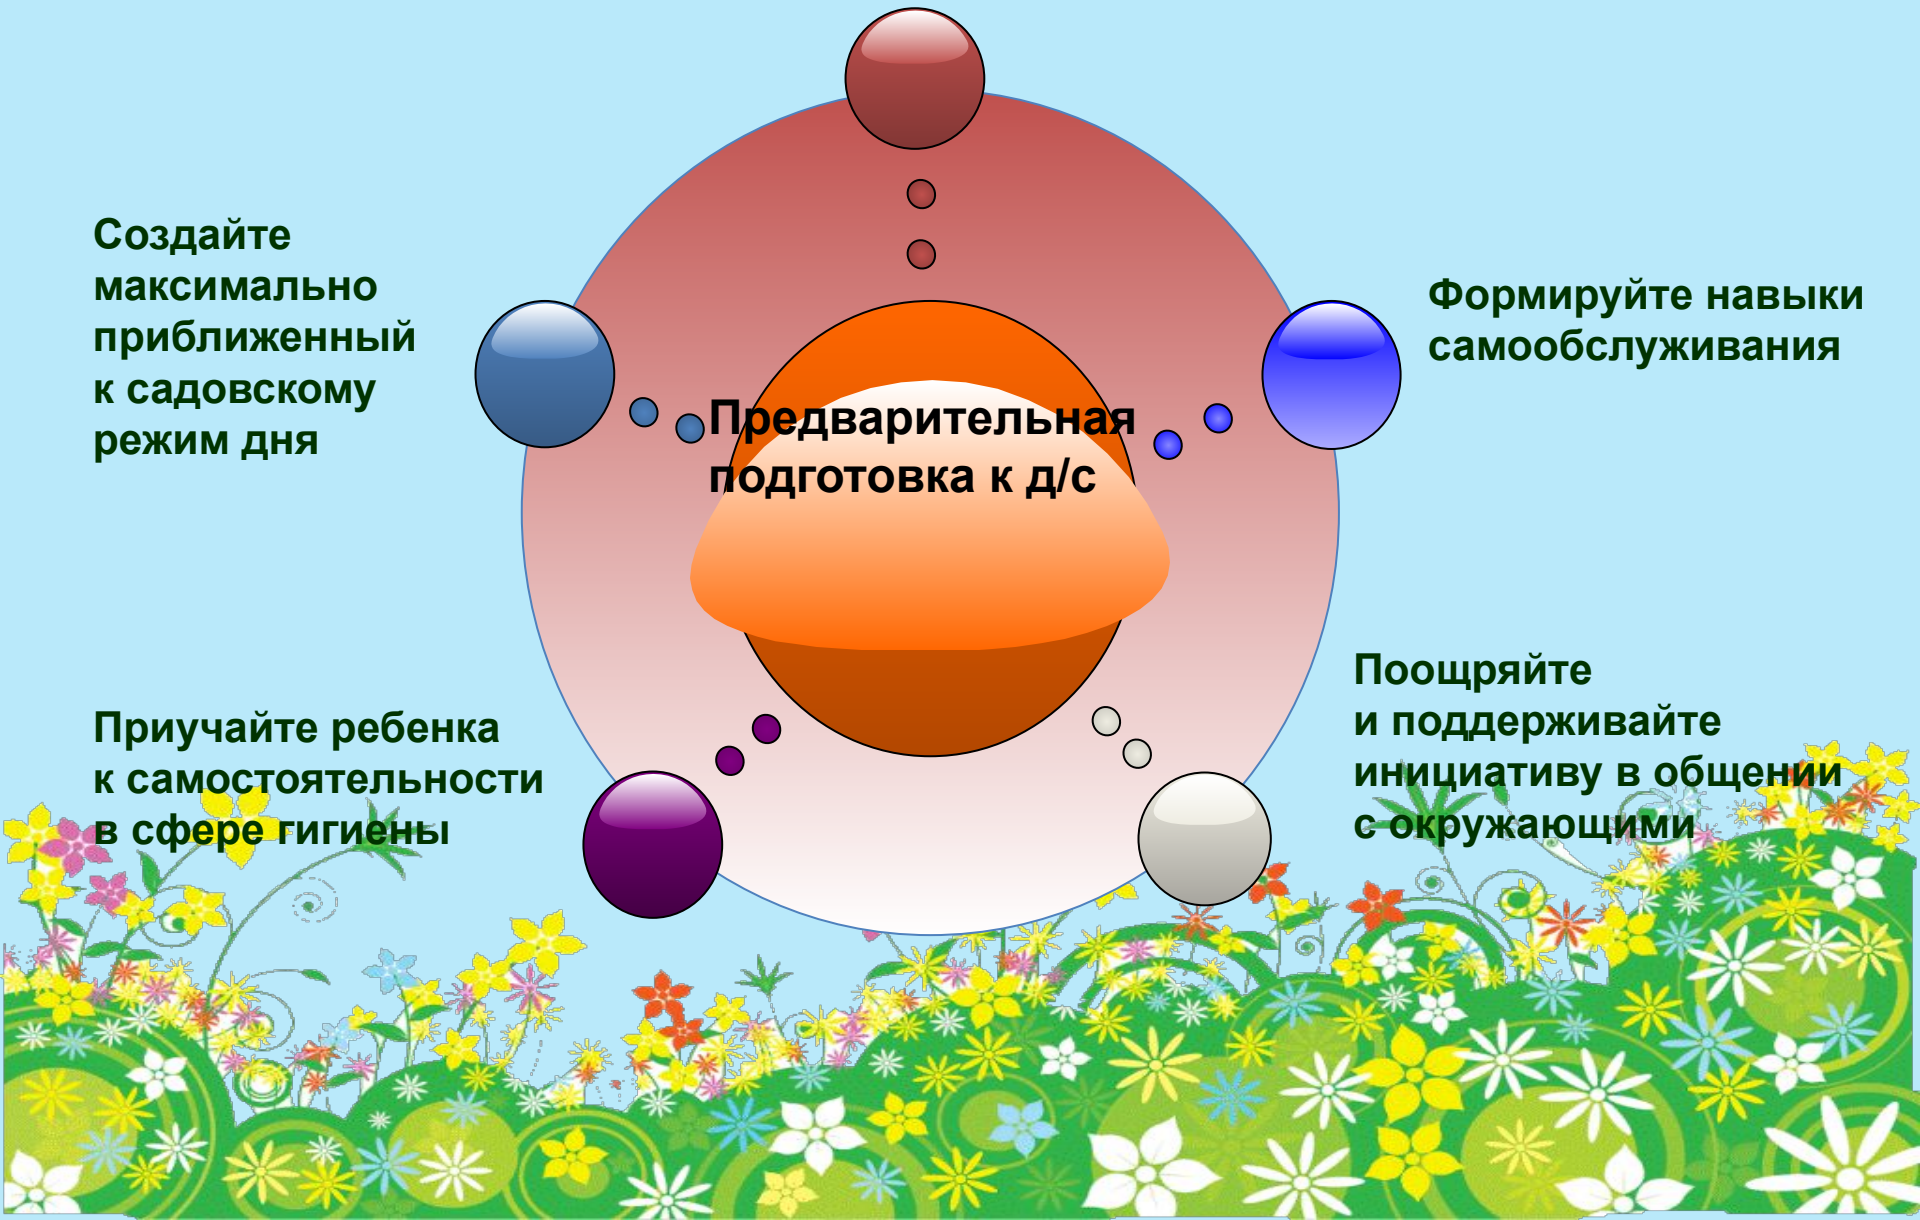 Создайте
максимально
приближенный
к садовскому
режим дня
Формируйте навыки
самообслуживания
Предварительная
подготовка к д/с
Приучайте ребенка
к самостоятельности
в сфере гигиены
Поощряйте
и поддерживайте
инициативу в общении
с окружающими